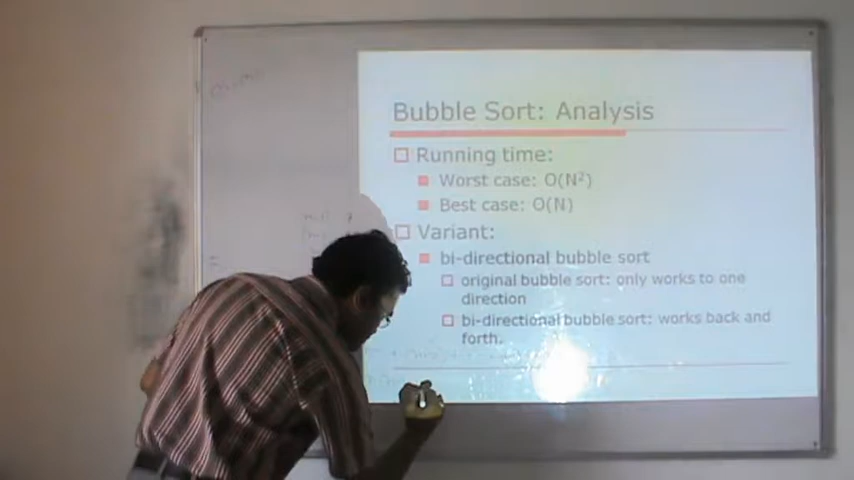 Bubble Sort: Analysis
Running time:
Worst case: O(N²)
Best case: O(N)
Variant:
bi-directional bubble sort
original bubble sort: only works to one
direction
bi-directional bubble sort: works back and
forth.